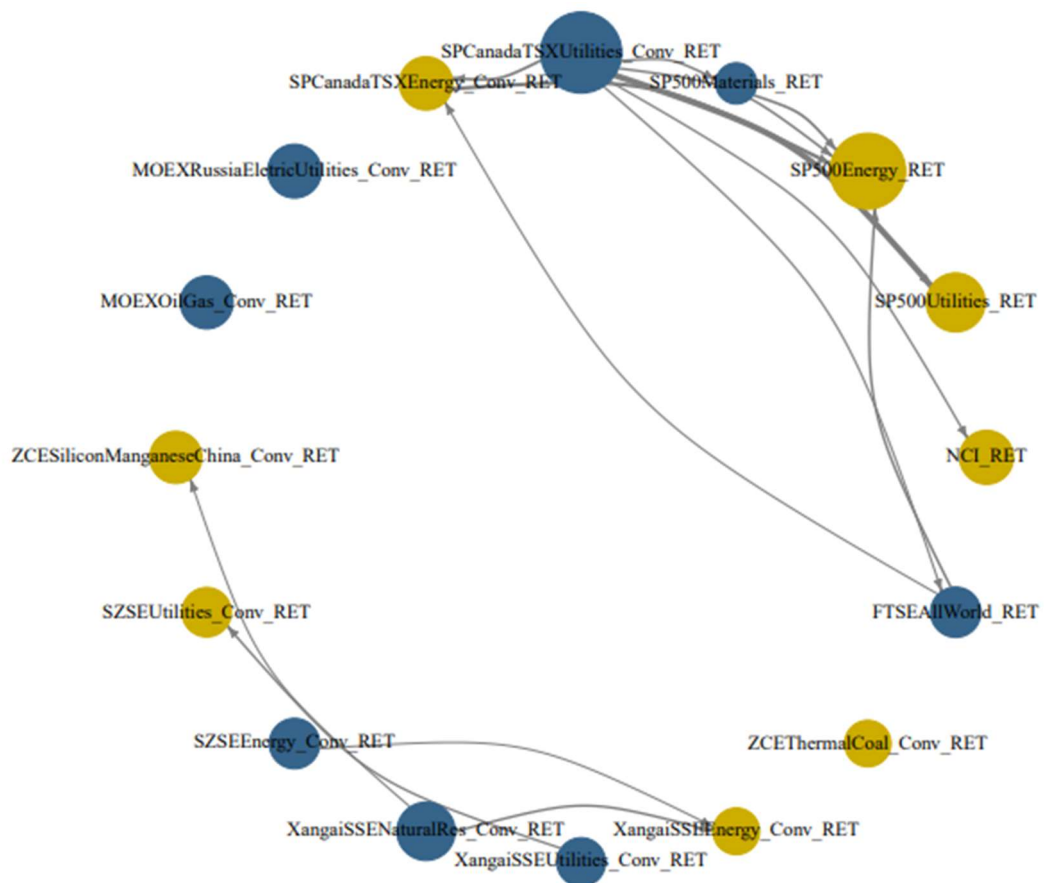 SPCanadaTSXUtilities_Conv_RET
SPCanadaTSXEnergy_Conv_RET
SP500Materials_RET
MOEXRussiaEletricUtilities_Conv_RET
SP500Energy_RET
MOEXOilGas_Conv_RET
SP500Utilities_RET
ZCESiliconManganeseChina_Conv_RET
NCI_RET
SZSEUtilities_Conv_RET
FTSEAllWorld_RET
SZSEEnergy_Conv_RET
ZCEThermalCoal_Conv_RET
XangaiSSENaturalRes_Conv_RET
XangaiSSEEnergy_Conv_RET
XangaiSSEUtilities_Conv_RET